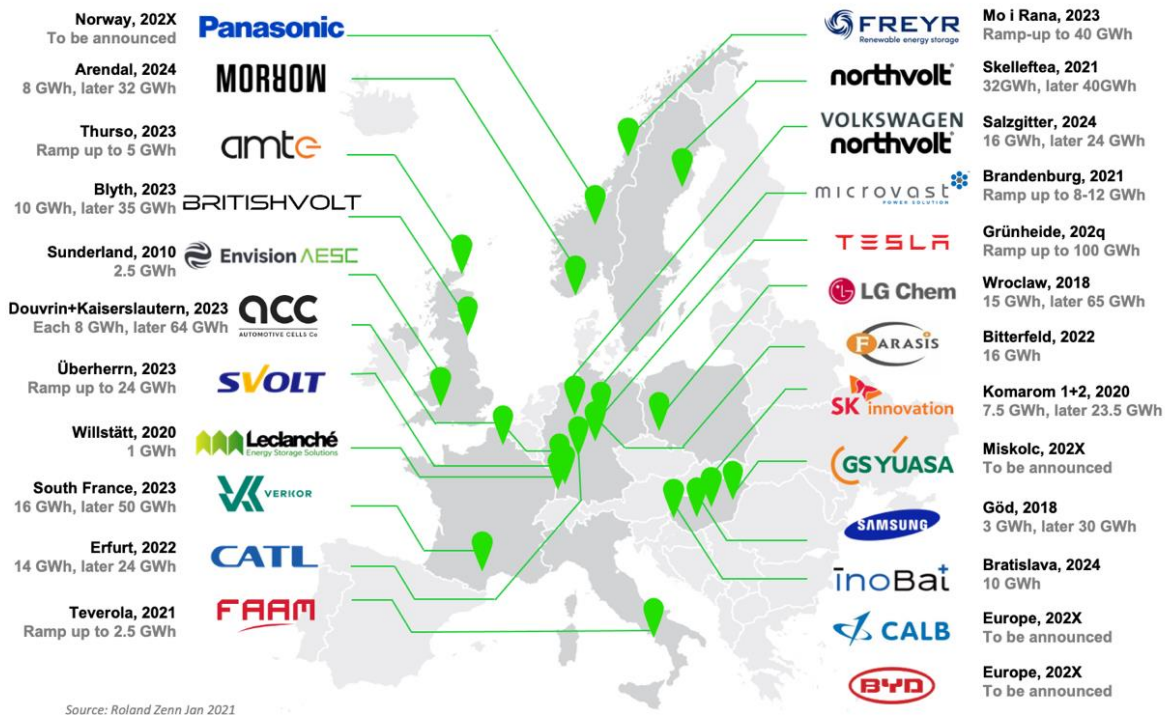 Norway, 202X
To be announced
Panasonic
Arendal, 2024
8 GWh, later 32 GWh
MORROW
Thurso, 2023
Ramp up to 5 GWh
amte
Blyth, 2023
10 GWh, later 35 GWh
BRITISHVOLT
Sunderland, 2010
2.5 GWh
Envision AESC
Douvrin+Kaiserslautern, 2023
Each 8 GWh, later 64 GWh
acc
AUTOMOTIVE CELLS Co
Überherrn, 2023
Ramp up to 24 GWh
SVOLT
Willstätt, 2020
1 GWh
Leclanché
Energy Storage Solutions
South France, 2023
16 GWh, later 50 GWh
VERKOR
Erfurt, 2022
14 GWh, later 24 GWh
CATL
Teverola, 2021
Ramp up to 2.5 GWh
FAAM
FREYR
Renewable energy storage
Mo i Rana, 2023
Ramp-up to 40 GWh
northvolt
Skelleftea, 2021
32GWh, later 40GWh
VOLKSWAGEN
northvolt
Salzgitter, 2024
16 GWh, later 24 GWh
microvast
POWER SOLUTION
Brandenburg, 2021
Ramp up to 8-12 GWh
TESLA
Grünheide, 202q
Ramp up to 100 GWh
LG Chem
Wroclaw, 2018
15 GWh, later 65 GWh
FARASIS
Bitterfeld, 2022
16 GWh
SK innovation
Komarom 1+2, 2020
7.5 GWh, later 23.5 GWh
GS YUASA
Miskolc, 202X
To be announced
SAMSUNG
Göd, 2018
3 GWh, later 30 GWh
inoBat
Bratislava, 2024
10 GWh
CALB
Europe, 202X
To be announced
BYD
Europe, 202X
To be announced
Source: Roland Zenn Jan 2021